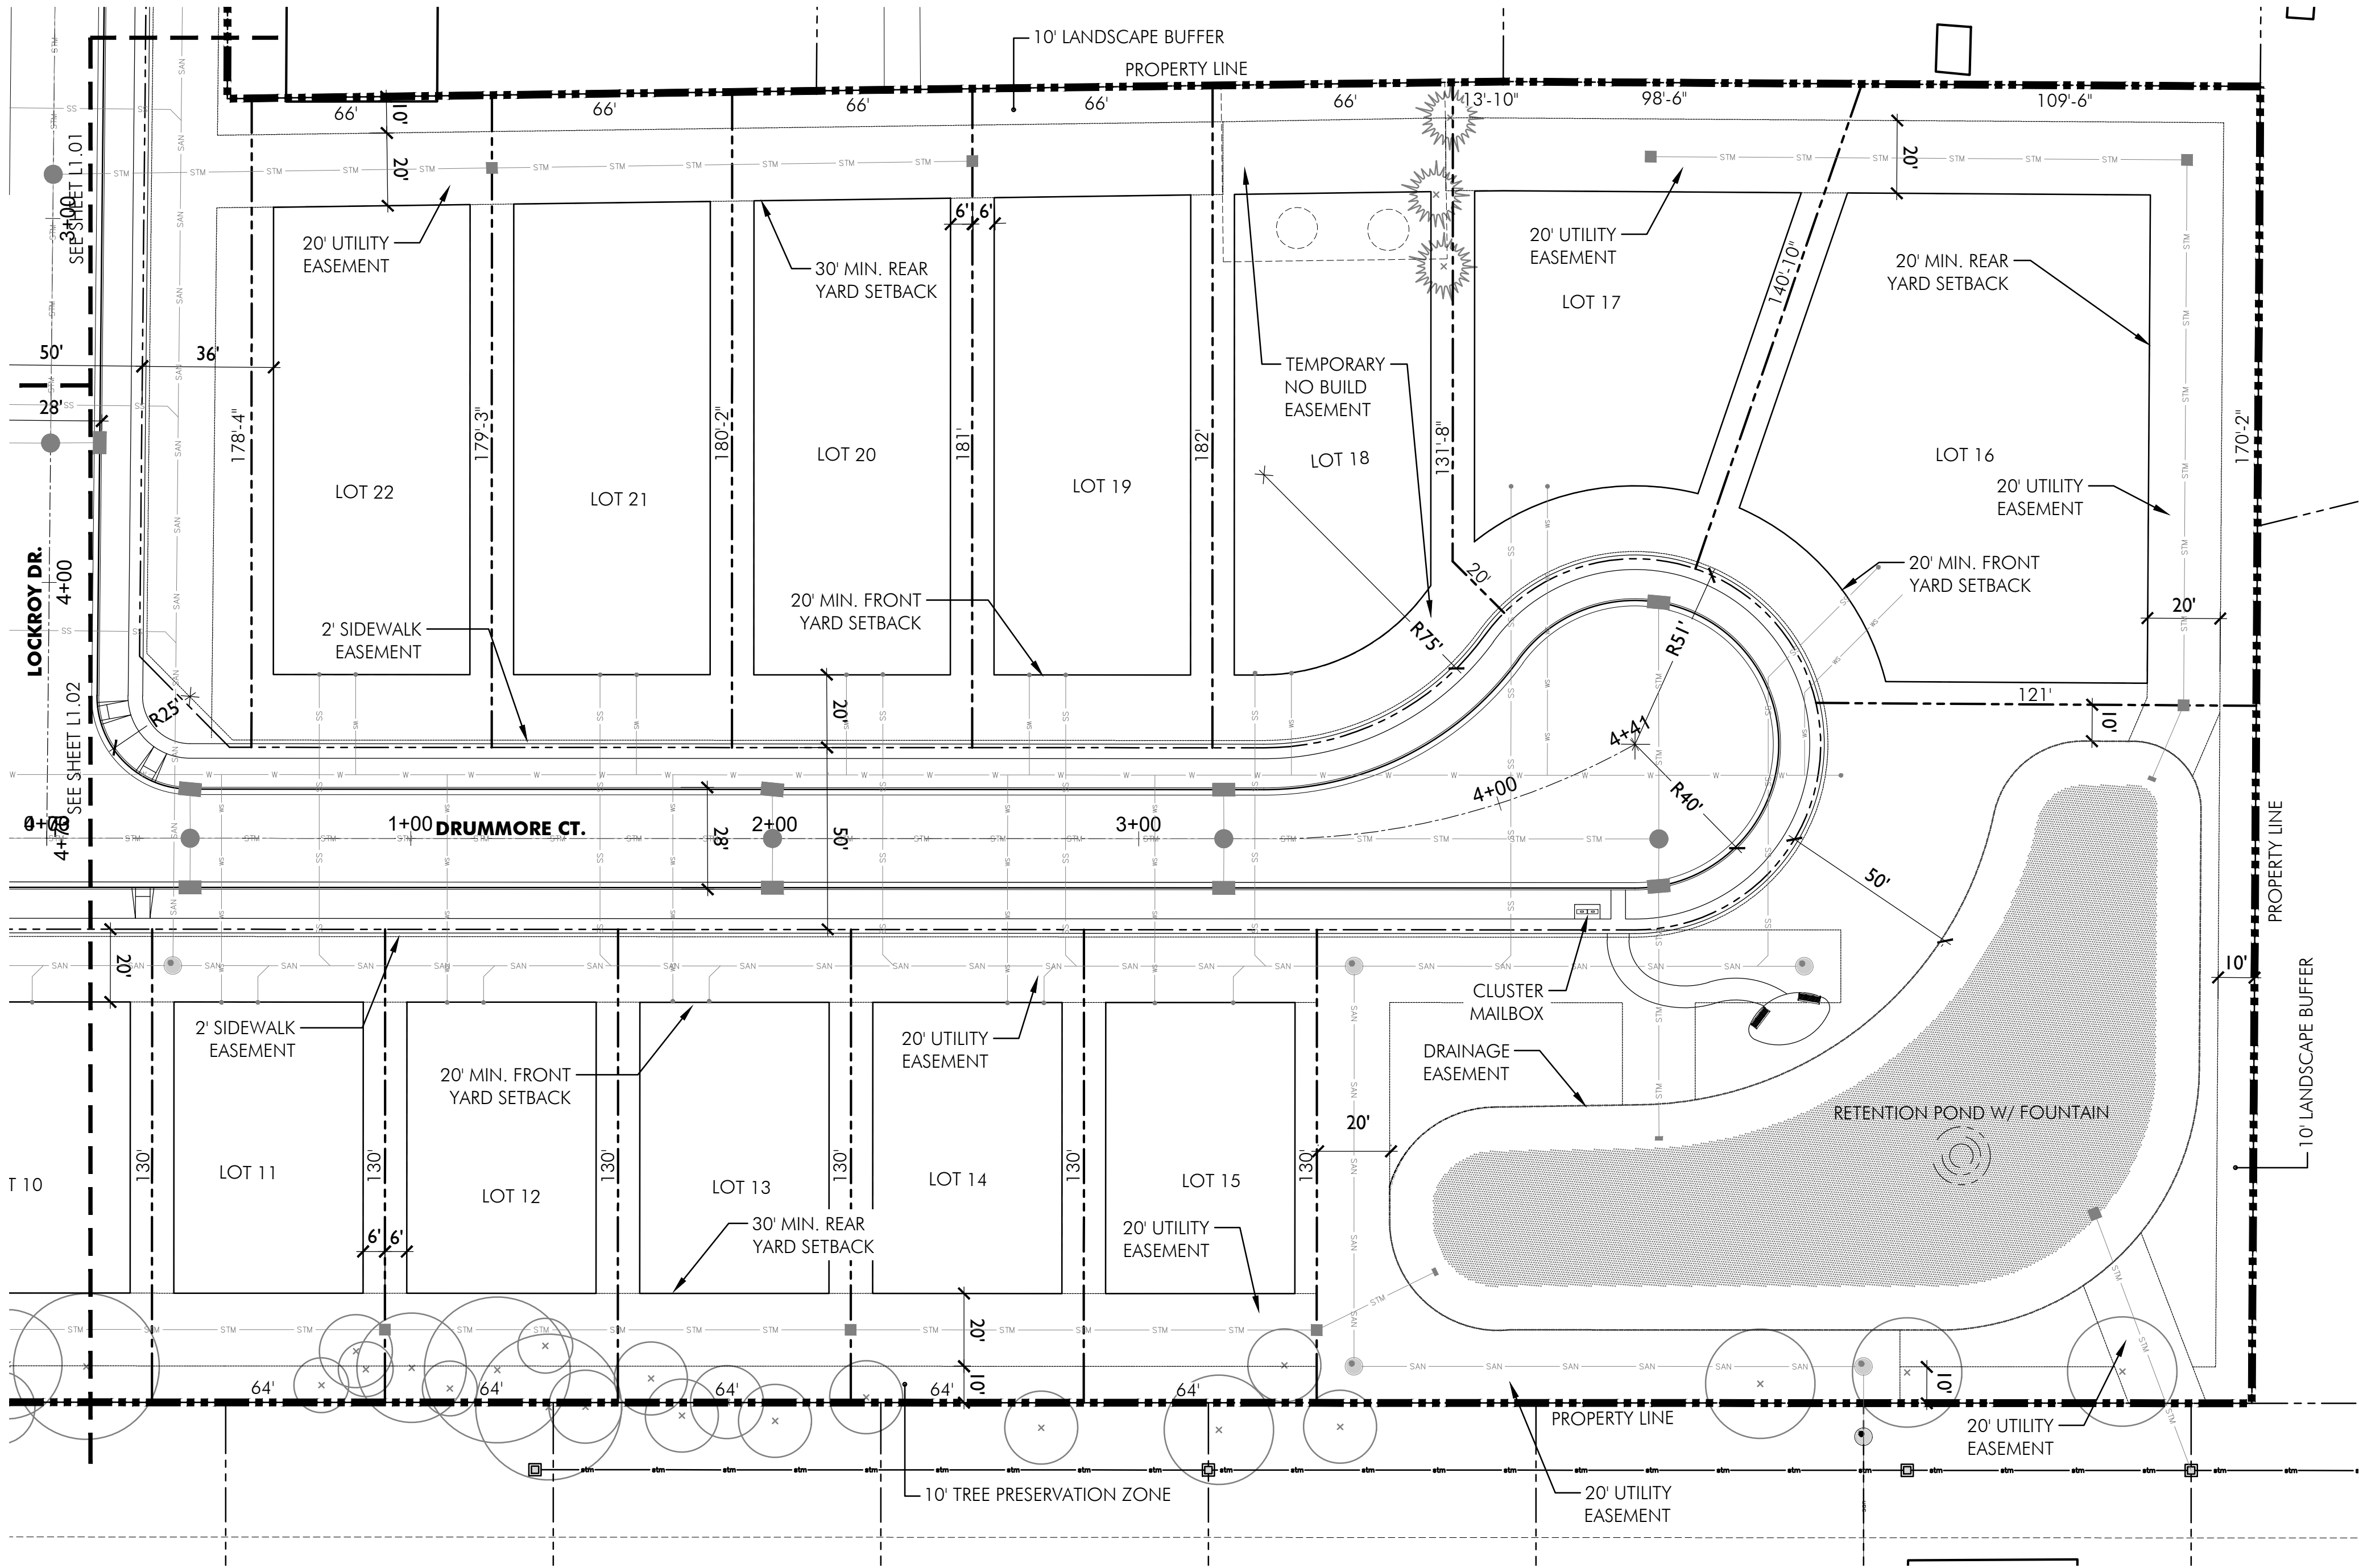 10' LANDSCAPE BUFFER
PROPERTY LINE
66'
66'
66'
66'
66'
13'-10"
98'-6"
109'-6"
10'
20'
20'
SEE SHEET L1.01
3+00
20' UTILITY
EASEMENT
30' MIN. REAR
YARD SETBACK
6'
6'
20' UTILITY
EASEMENT
LOT 17
140'-10"
20' MIN. REAR
YARD SETBACK
50'
36'
28'
TEMPORARY
NO BUILD
EASEMENT
178'-4"
179'-3"
180'-2"
181'
182'
131'-8"
170'-2"
LOT 22
LOT 21
LOT 20
LOT 19
LOT 18
LOT 16
20' UTILITY
EASEMENT
LOCKROY DR.
4+00
20' MIN. FRONT
YARD SETBACK
20'
20' MIN. FRONT
YARD SETBACK
2' SIDEWALK
EASEMENT
R75'
R51'
20'
121'
10'
SEE SHEET L1.02
R25'
20'
4+41
4+00
R40'
1+00
DRUMMORE CT.
2+00
3+00
28'
50'
50'
PROPERTY LINE
20'
10'
2' SIDEWALK
EASEMENT
20' MIN. FRONT
YARD SETBACK
20' UTILITY
EASEMENT
CLUSTER
MAILBOX
DRAINAGE
EASEMENT
10' LANDSCAPE BUFFER
RETENTION POND W/ FOUNTAIN
20'
130'
130'
130'
130'
130'
130'
T 10
LOT 11
LOT 12
LOT 13
LOT 14
LOT 15
6'
6'
30' MIN. REAR
YARD SETBACK
20' UTILITY
EASEMENT
20'
10'
10'
64'
64'
64'
64'
64'
PROPERTY LINE
20' UTILITY
EASEMENT
10' TREE PRESERVATION ZONE
20' UTILITY
EASEMENT